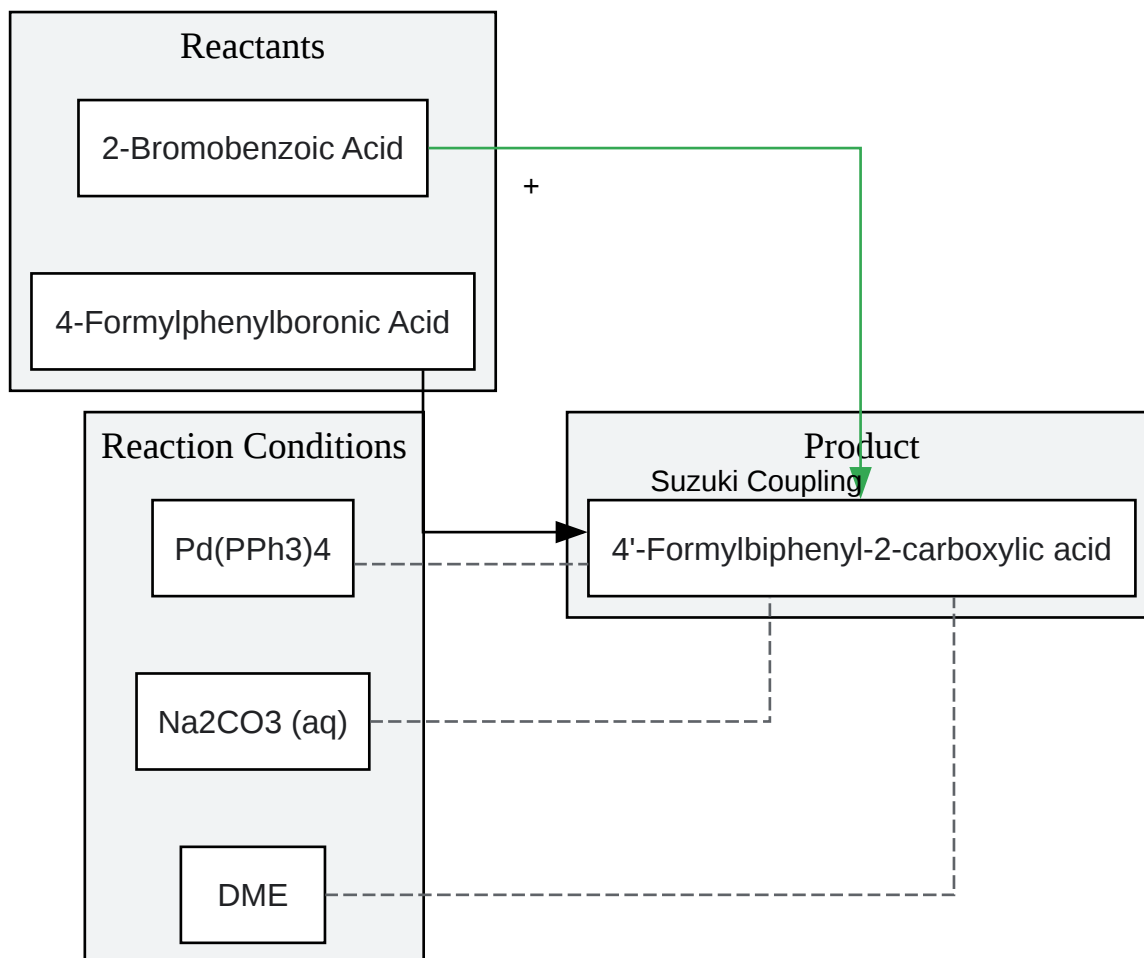 Reactants
2-Bromobenzoic Acid
+
4-Formylphenylboronic Acid
Reaction Conditions
Product
Suzuki Coupling
Pd(PPh3)4
4'-Formylbiphenyl-2-carboxylic acid
Na2CO3 (aq)
DME